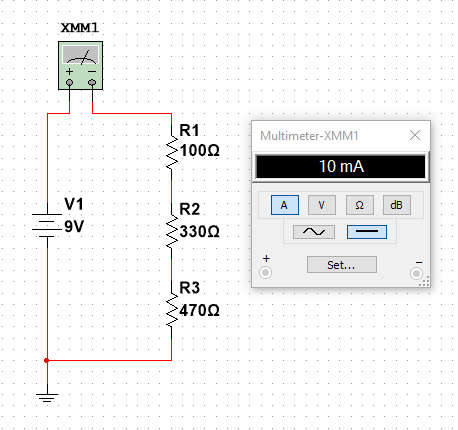 XMM1
+ −
R1
100Ω
R2
330Ω
R3
470Ω
V1
9V
Multimeter-XMM1
10 mA
A V Ω dB
+ −
Set...